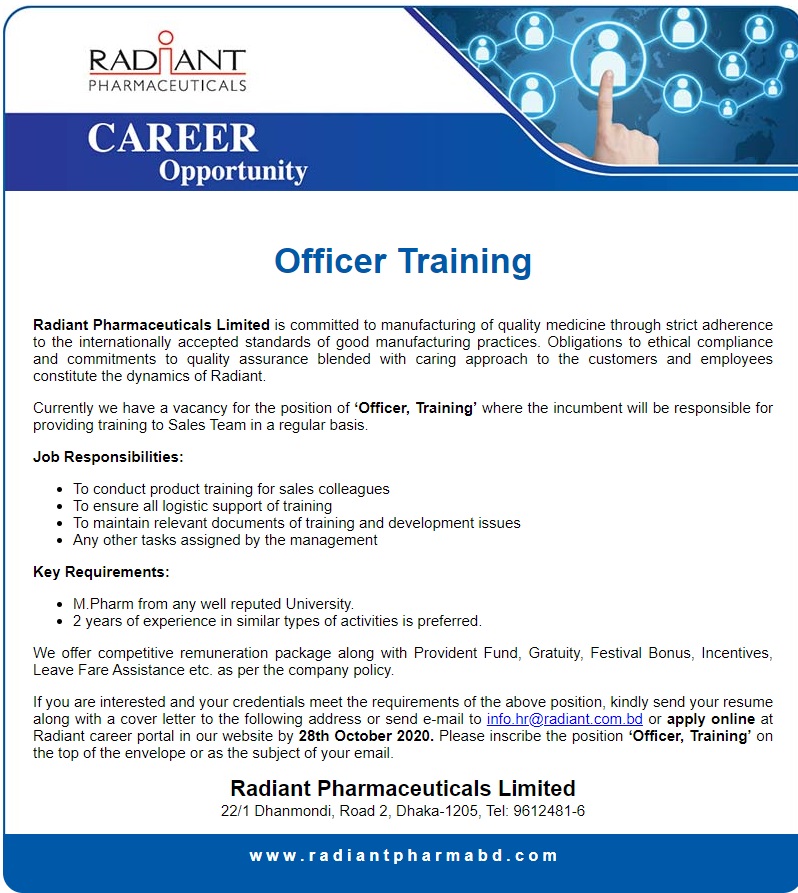 RADiANT
PHARMACEUTICALS
CAREER
Opportunity
Officer Training
Radiant Pharmaceuticals Limited is committed to manufacturing of quality medicine through strict adherence
to the internationally accepted standards of good manufacturing practices. Obligations to ethical compliance
and commitments to quality assurance blended with caring approach to the customers and employees
constitute the dynamics of Radiant.
Currently we have a vacancy for the position of ‘Officer, Training’ where the incumbent will be responsible for
providing training to Sales Team in a regular basis.
Job Responsibilities:
• To conduct product training for sales colleagues
• To ensure all logistic support of training
• To maintain relevant documents of training and development issues
• Any other tasks assigned by the management
Key Requirements:
• M.Pharm from any well reputed University.
• 2 years of experience in similar types of activities is preferred.
We offer competitive remuneration package along with Provident Fund, Gratuity, Festival Bonus, Incentives,
Leave Fare Assistance etc. as per the company policy.
If you are interested and your credentials meet the requirements of the above position, kindly send your resume
along with a cover letter to the following address or send e-mail to info.hr@radiant.com.bd or apply online at
Radiant career portal in our website by 28th October 2020. Please inscribe the position ‘Officer, Training’ on
the top of the envelope or as the subject of your email.
Radiant Pharmaceuticals Limited
22/1 Dhanmondi, Road 2, Dhaka-1205, Tel: 9612481-6
www.radiantpharmabd.com